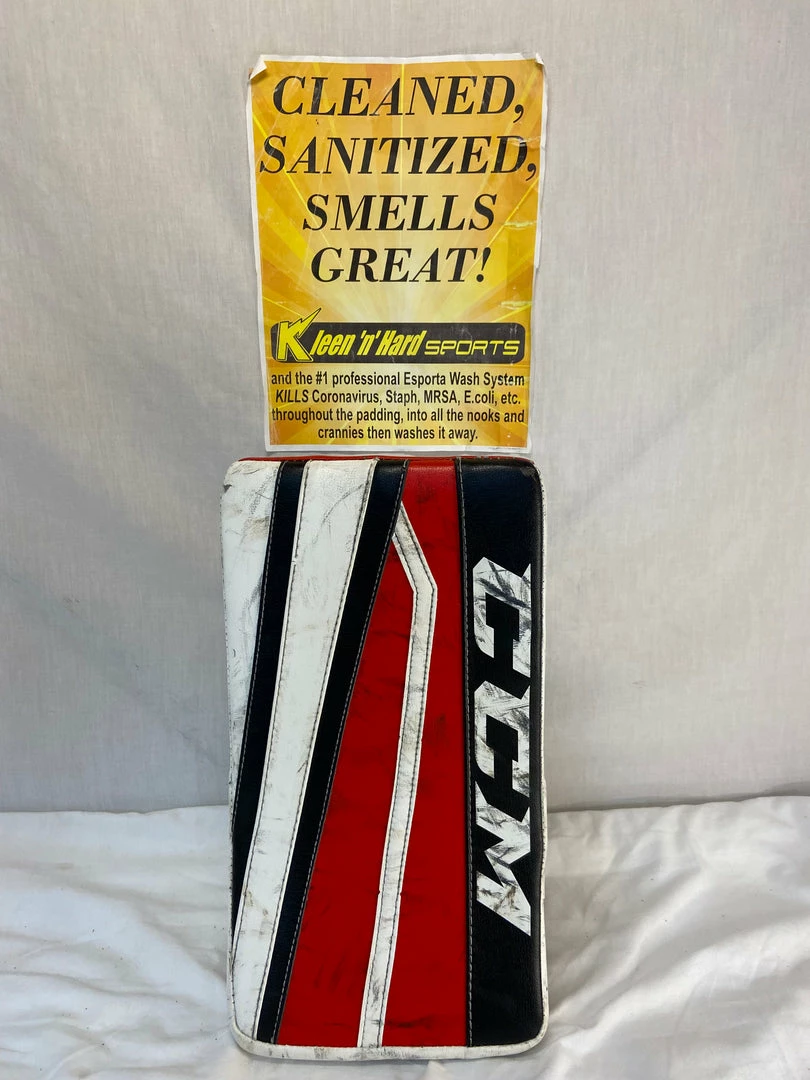 CLEANED,
SANITIZED,
SMELLS
GREAT!
Kleen 'n' Hard SPORTS
and the #1 professional Esporta Wash System
KILLS Coronavirus, Staph, MRSA, E.coli, etc.
throughout the padding, into all the nooks and
crannies then washes it away.
CCM